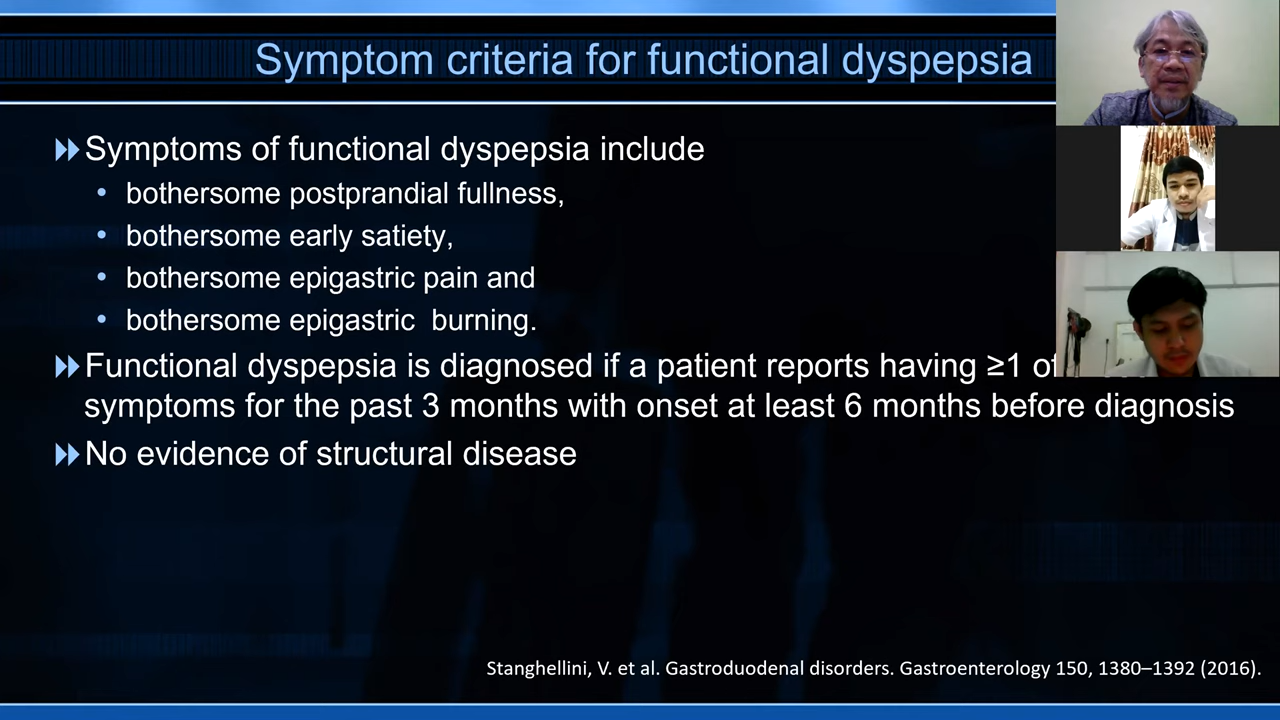 Symptom criteria for functional dyspepsia
Symptoms of functional dyspepsia include
bothersome postprandial fullness,
bothersome early satiety,
bothersome epigastric pain and
bothersome epigastric burning.
Functional dyspepsia is diagnosed if a patient reports having ≥1 of
symptoms for the past 3 months with onset at least 6 months before diagnosis
No evidence of structural disease
Stanghellini, V. et al. Gastroduodenal disorders. Gastroenterology 150, 1380–1392 (2016).